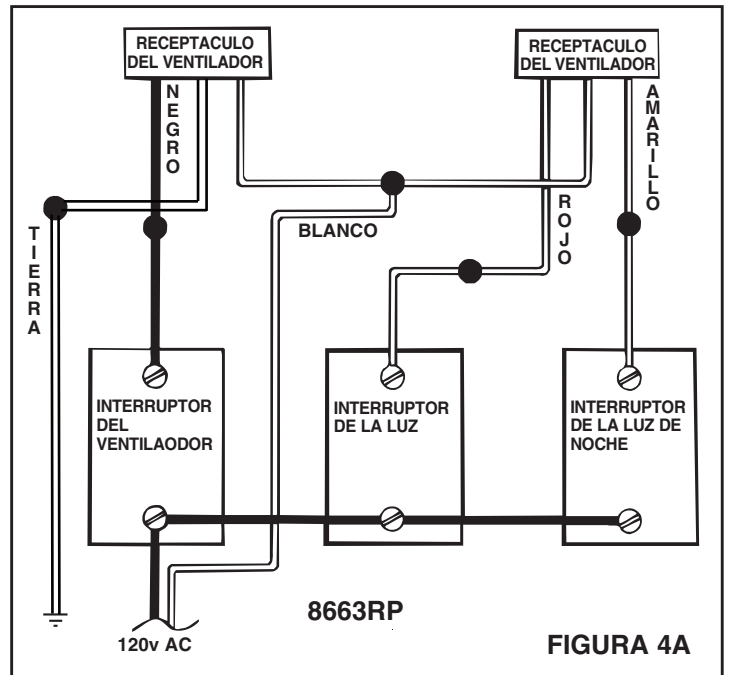 RECEPTACULO
DEL VENTILADOR
RECEPTACULO
DEL VENTILADOR
NEGRO
AMARILLO
TIERRA
BLANCO
ROJO
INTERRUPTOR
DEL
VENTILAODOR
INTERRUPTOR
DE LA LUZ
INTERRUPTOR
DE LA LUZ DE
NOCHE
120v AC
8663RP
FIGURA 4A